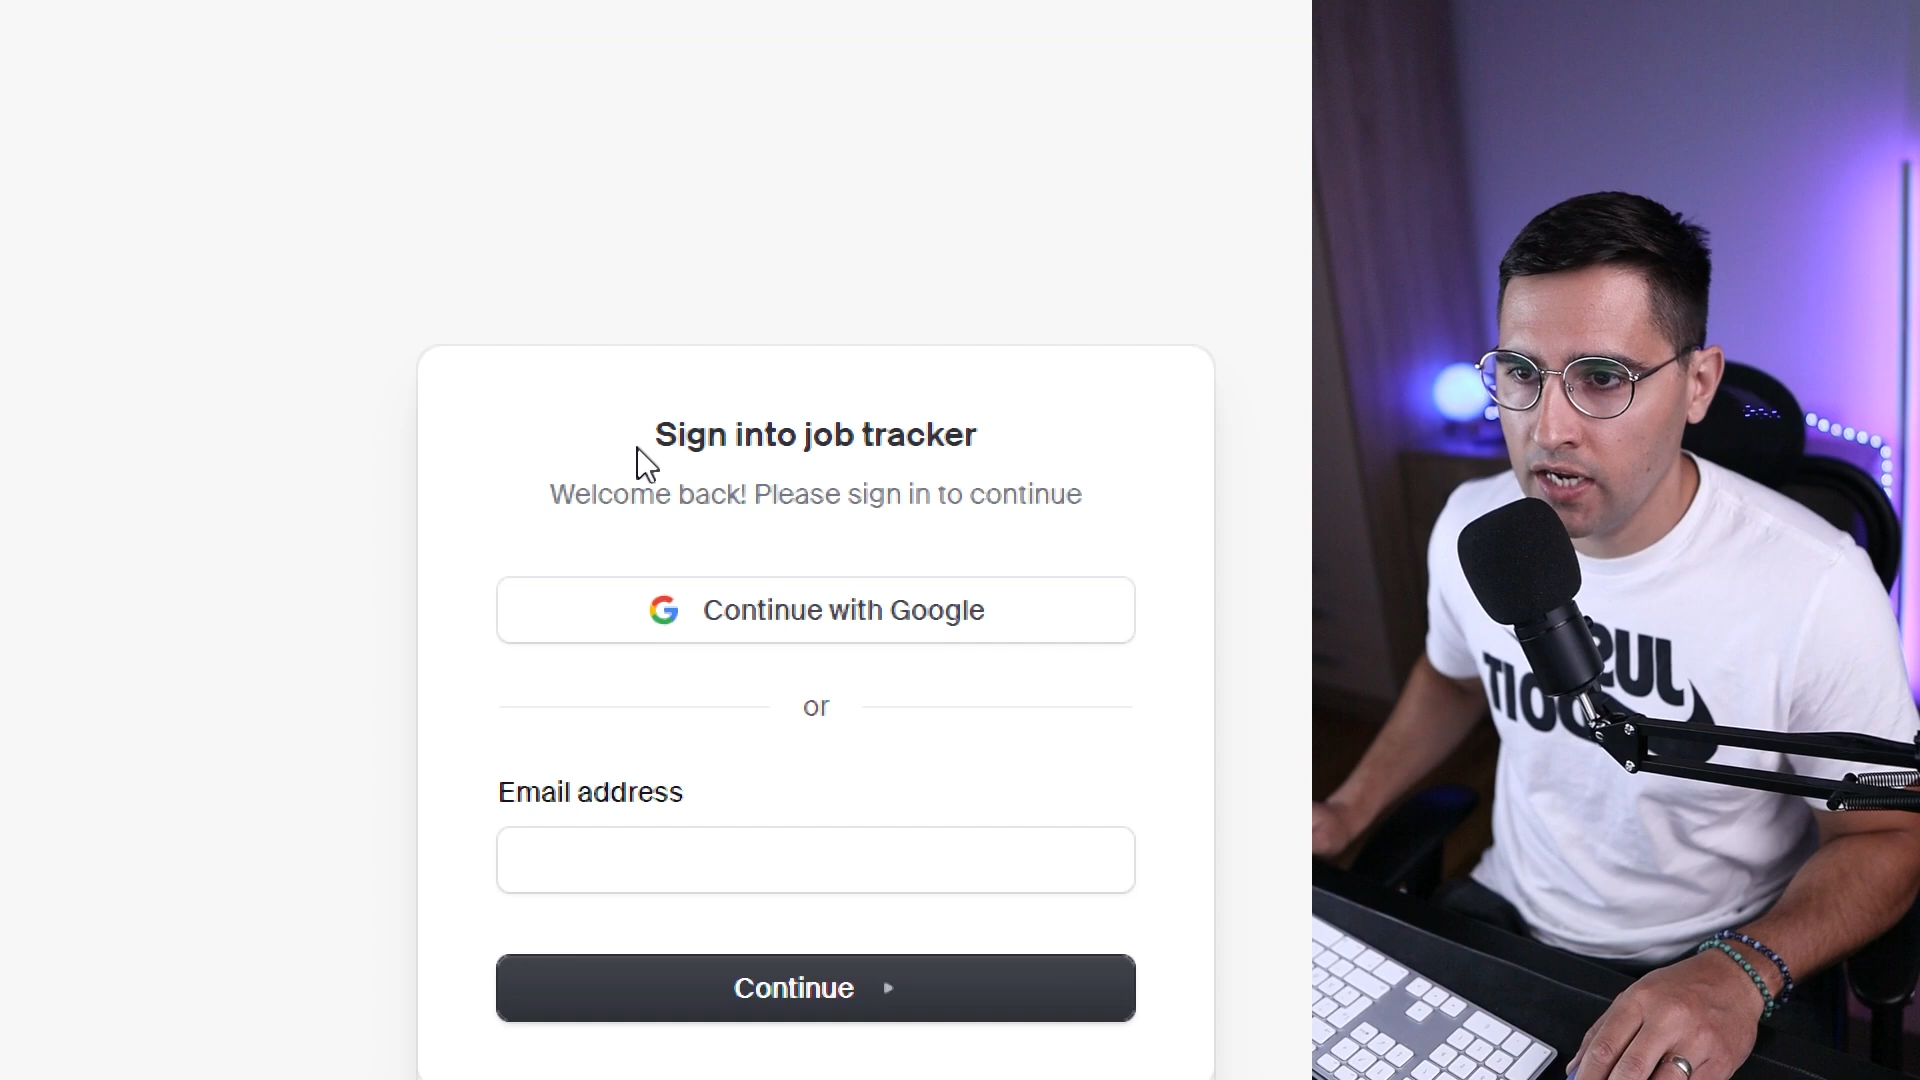 Sign into job tracker
Welcome back! Please sign in to continue
Continue with Google
or
Email address
Continue